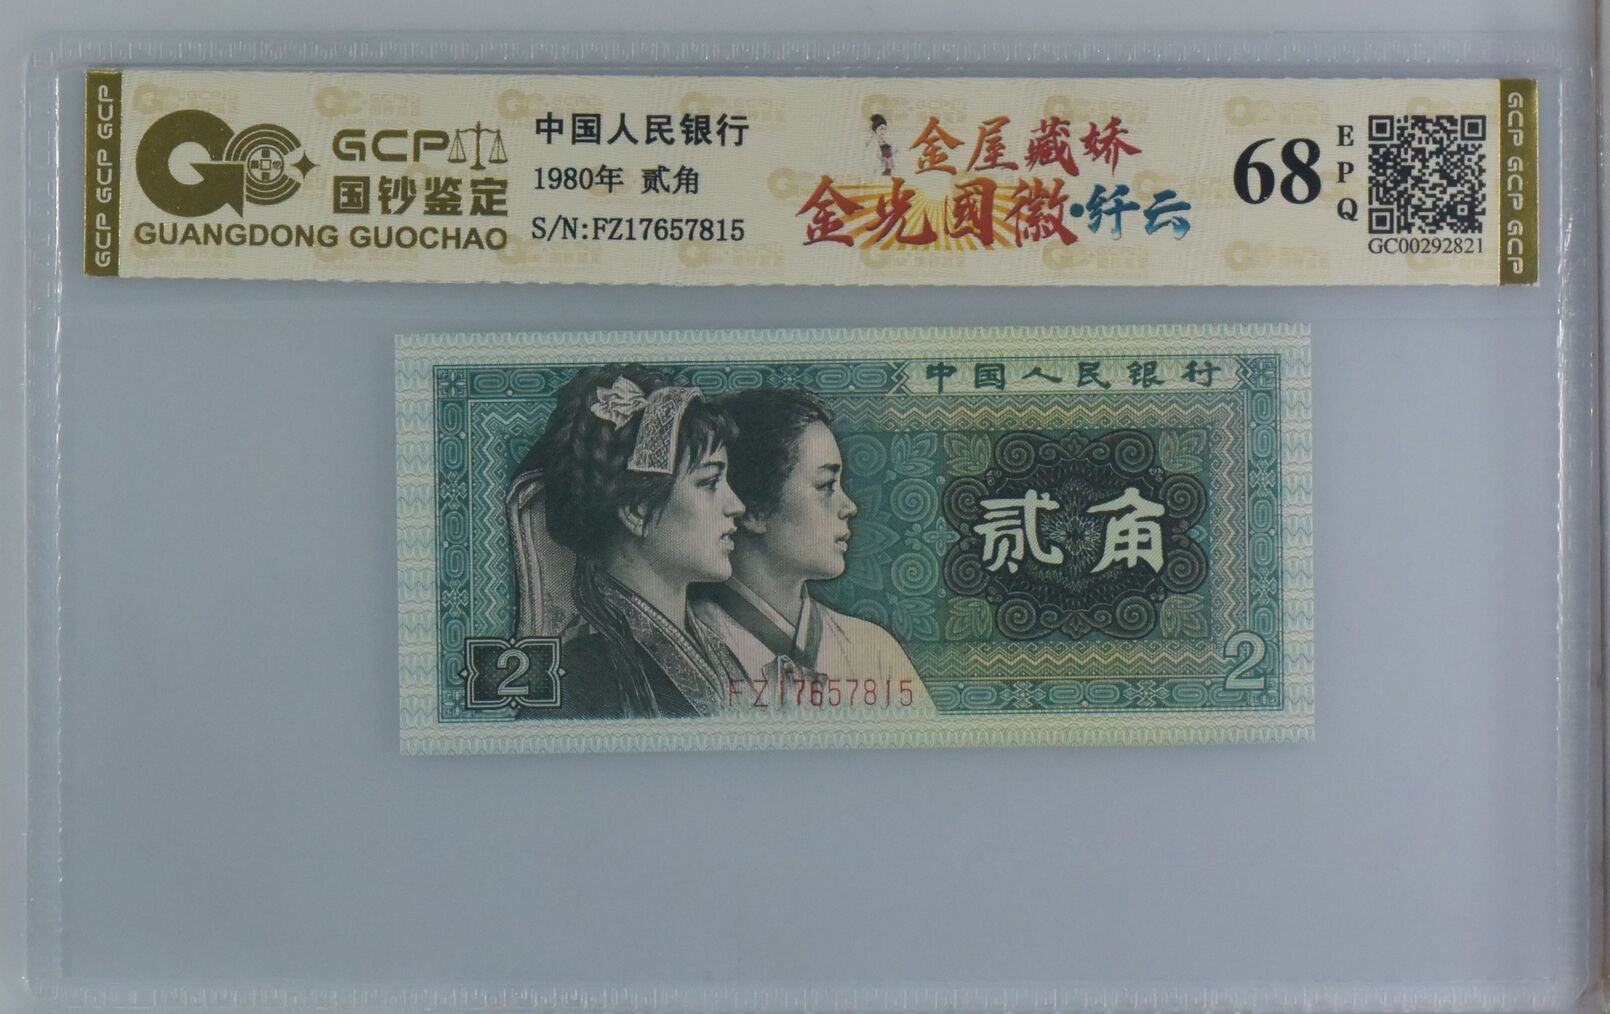 GCP GCP GCP
GCP
国钞鉴定
GUANGDONG GUOCHAO
中国人民银行
1980年 贰角
S/N:FZ17657815
金屋藏娇
金光國徽·纤云
68
EPQ
GC00292821
GCP GCP GCP
中国人民银行
贰角
2
FZ17657815
2